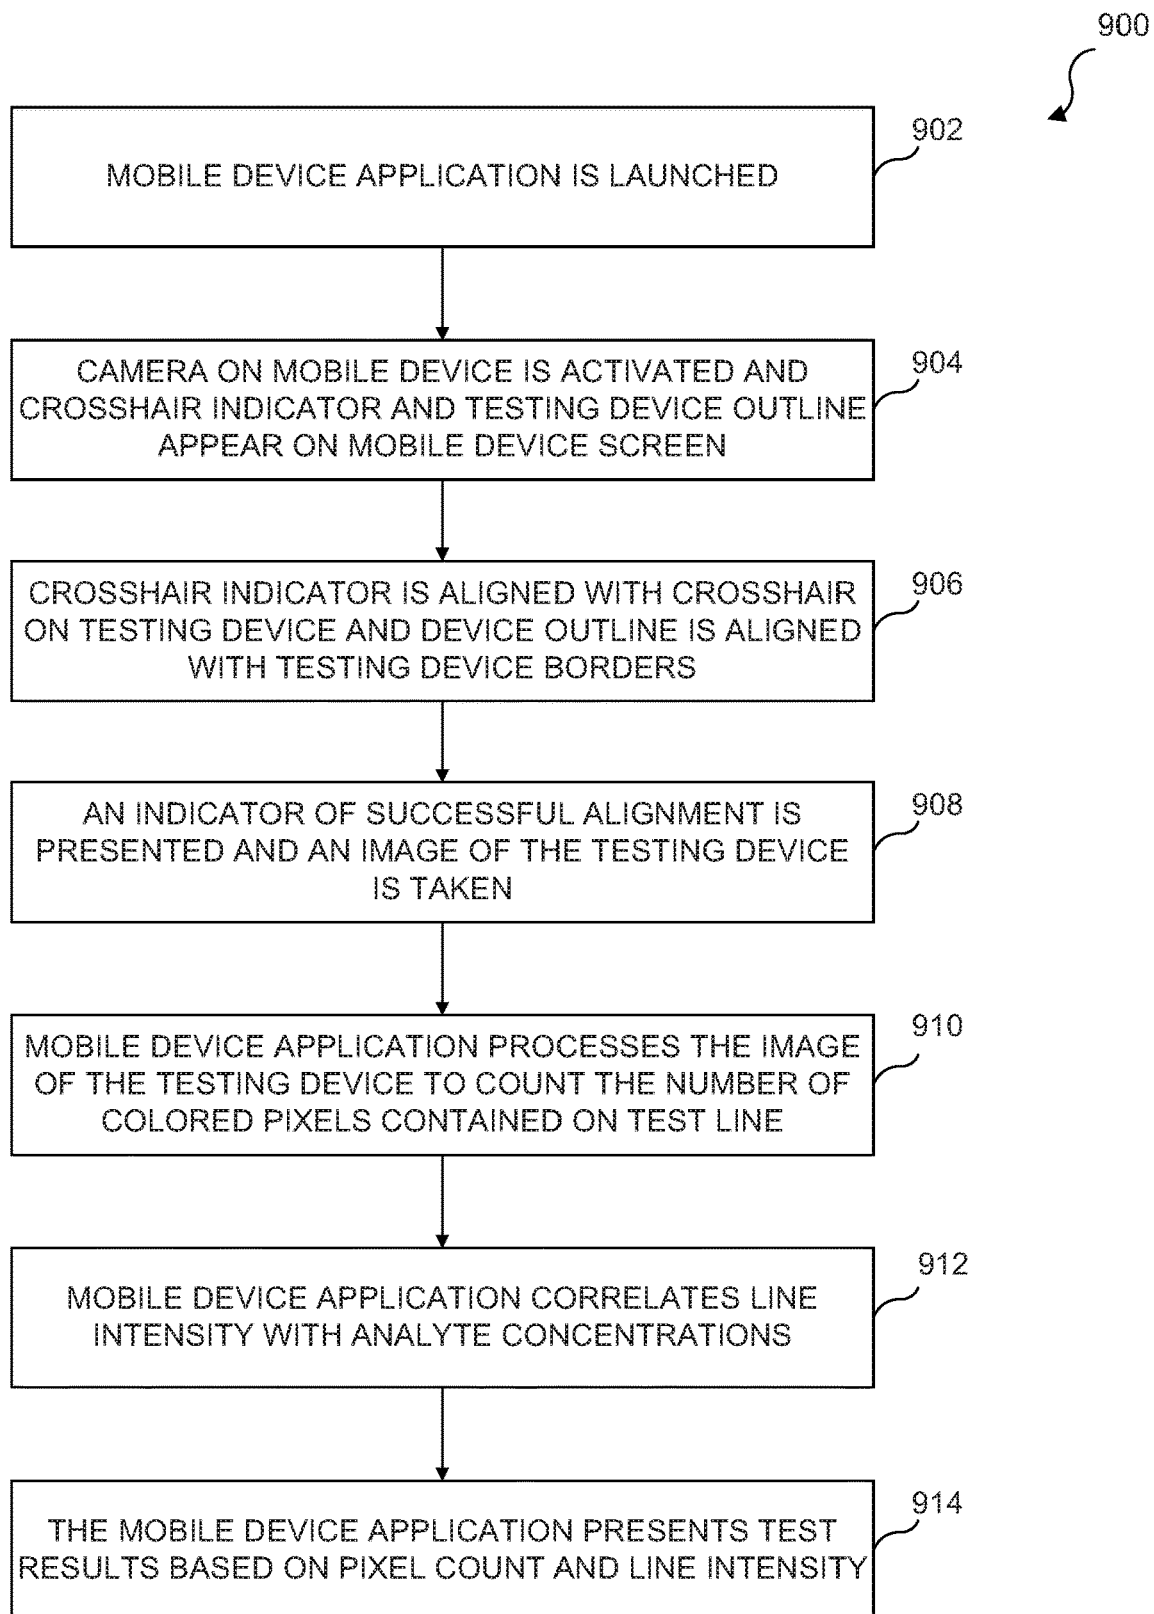 900
902
MOBILE DEVICE APPLICATION IS LAUNCHED
904
CAMERA ON MOBILE DEVICE IS ACTIVATED AND
CROSSHAIR INDICATOR AND TESTING DEVICE OUTLINE
APPEAR ON MOBILE DEVICE SCREEN
906
CROSSHAIR INDICATOR IS ALIGNED WITH CROSSHAIR
ON TESTING DEVICE AND DEVICE OUTLINE IS ALIGNED
WITH TESTING DEVICE BORDERS
908
AN INDICATOR OF SUCCESSFUL ALIGNMENT IS
PRESENTED AND AN IMAGE OF THE TESTING DEVICE
IS TAKEN
910
MOBILE DEVICE APPLICATION PROCESSES THE IMAGE
OF THE TESTING DEVICE TO COUNT THE NUMBER OF
COLORED PIXELS CONTAINED ON TEST LINE
912
MOBILE DEVICE APPLICATION CORRELATES LINE
INTENSITY WITH ANALYTE CONCENTRATIONS
914
THE MOBILE DEVICE APPLICATION PRESENTS TEST
RESULTS BASED ON PIXEL COUNT AND LINE INTENSITY